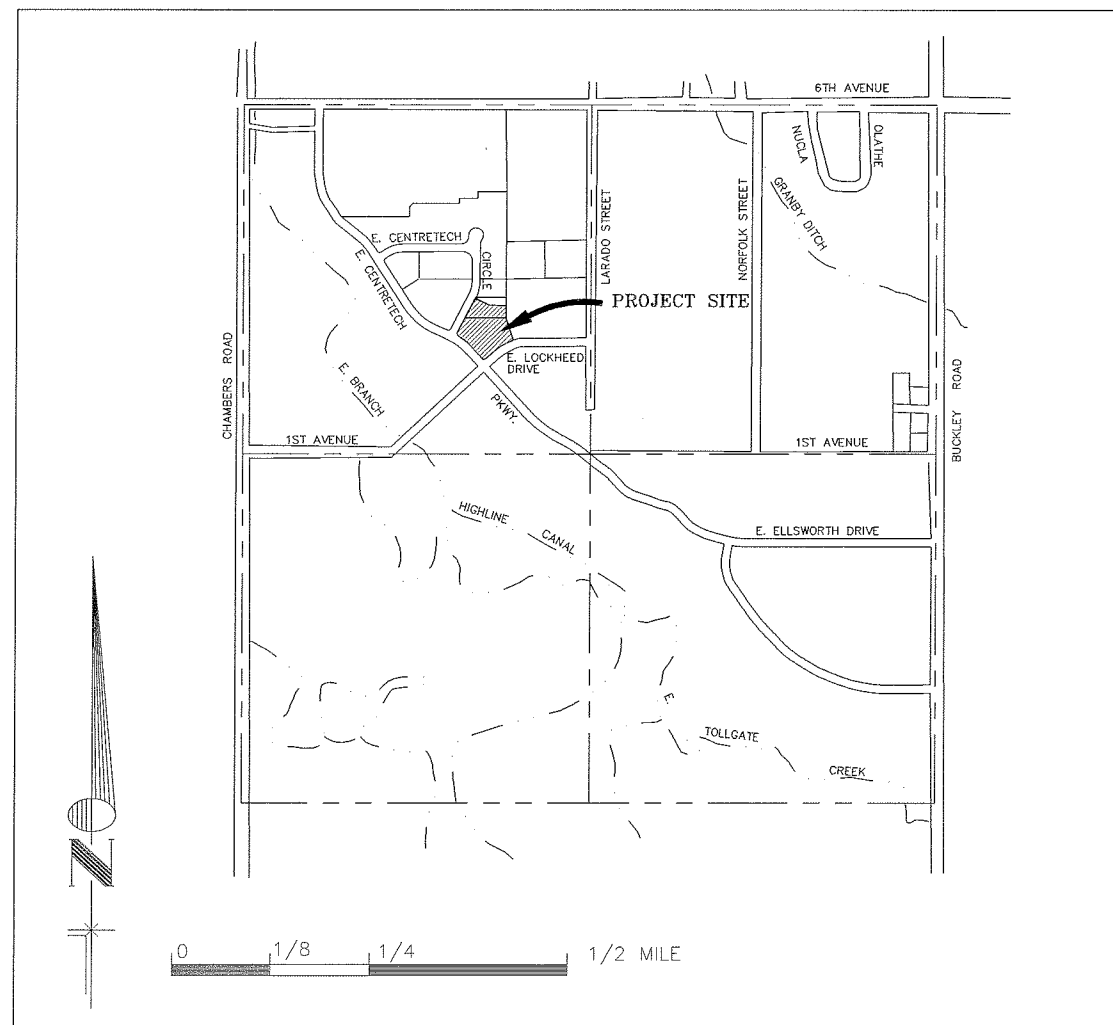 6TH AVENUE
NUCLA
OLATHE
GRANBY DITCH
LARADO STREET
NORFOLK STREET
E. CENTRETECH
CIRCLE
E. CENTRETECH
PKWY.
PROJECT SITE
E. LOCKHEED
DRIVE
CHAMBERS ROAD
E. BRANCH
BUCKLEY ROAD
1ST AVENUE
1ST AVENUE
HIGHLINE
CANAL
E. ELLSWORTH DRIVE
E.
TOLLGATE
CREEK
N
0 1/8 1/4 1/2 MILE